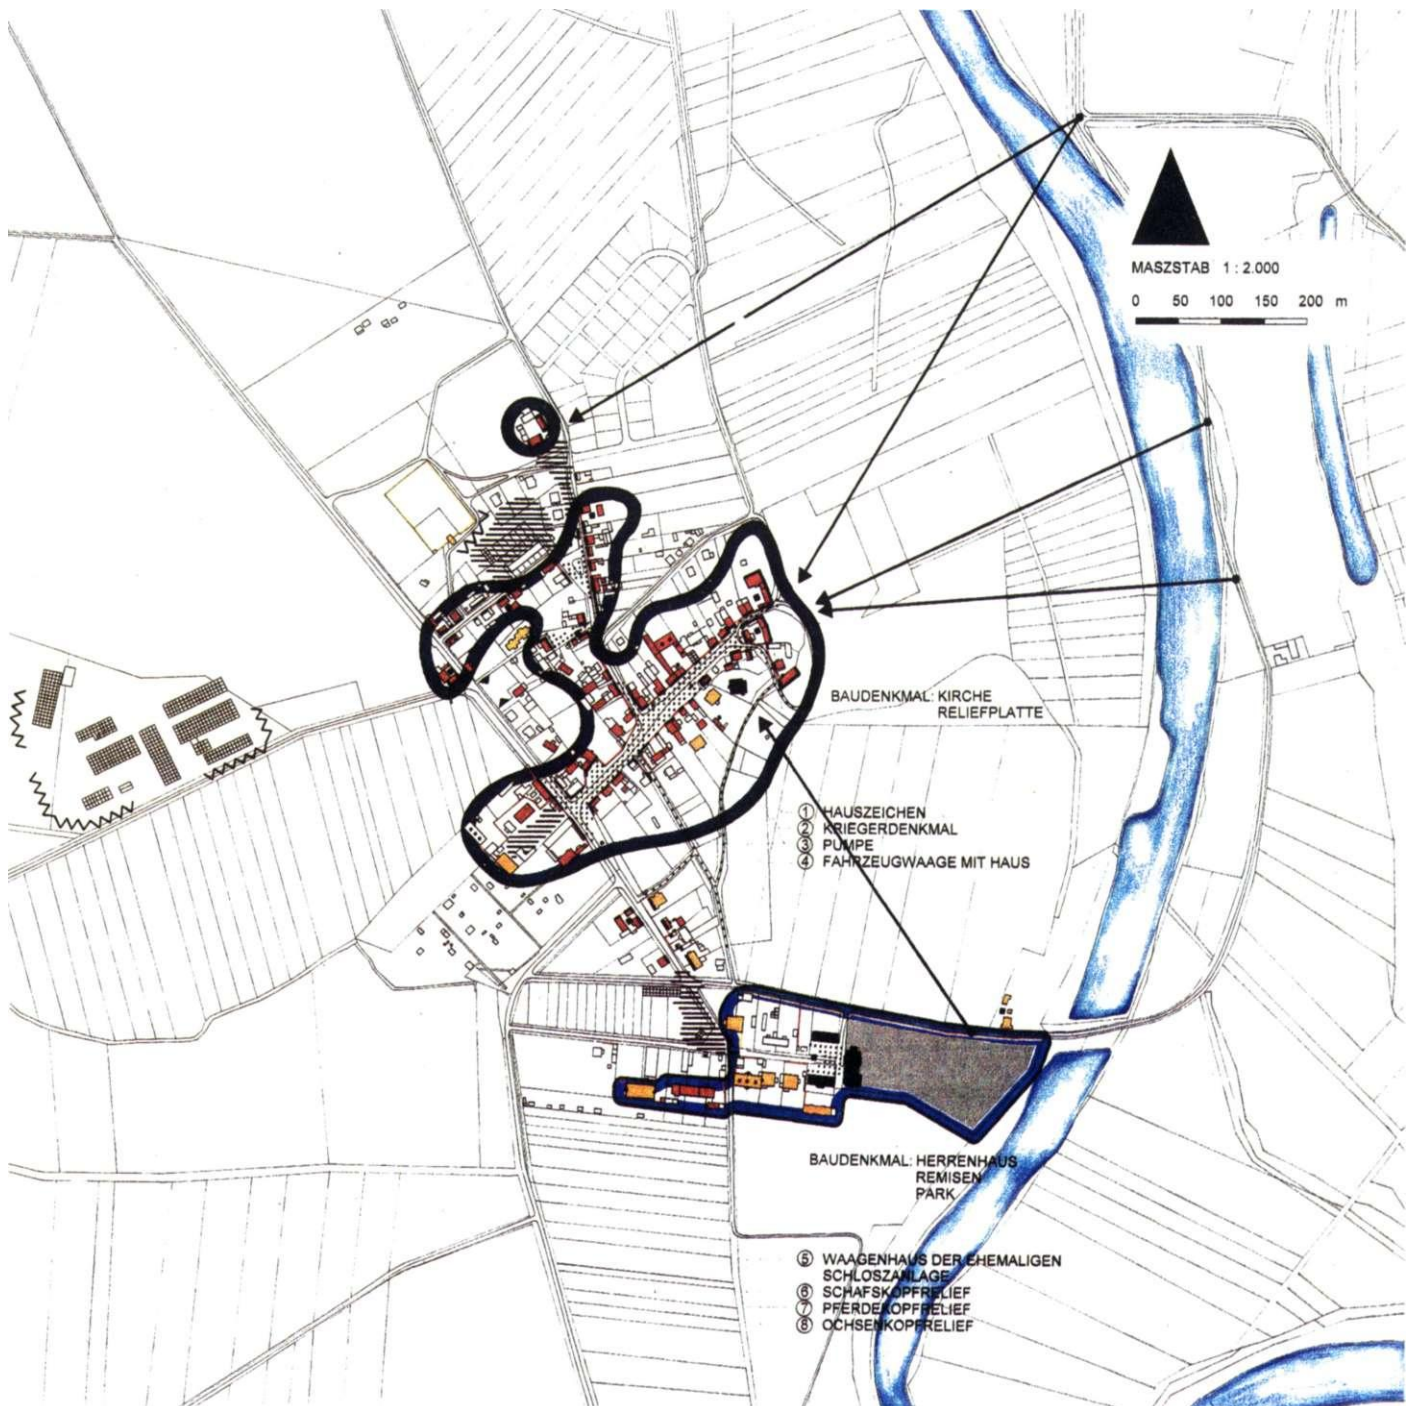 MASZSTAB 1 : 2.000
0 50 100 150 200 m
BAUDENKMAL: KIRCHE
RELIEFPLATTE
① HAUSZEICHEN
② KRIEGERDENKMAL
③ PUMPE
④ FAHRZEUGWAAGE MIT HAUS
BAUDENKMAL: HERRENHAUS
REMISEN
PARK
⑤ WAAGENHAUS DER EHEMALIGEN
SCHLOSZANLAGE
⑥ SCHAFSKOPFRELIEF
⑦ PFERDEKOPFRELIEF
⑧ OCHSENKOPFRELIEF